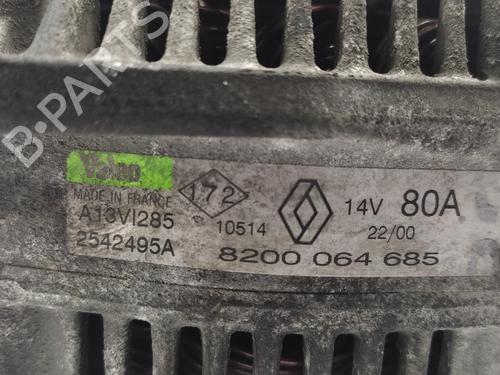 B-PARTS
Valeo
MADE IN FRANCE
A13VI285
2542495A
172
10514
14V 80A
22/00
8200 064 685